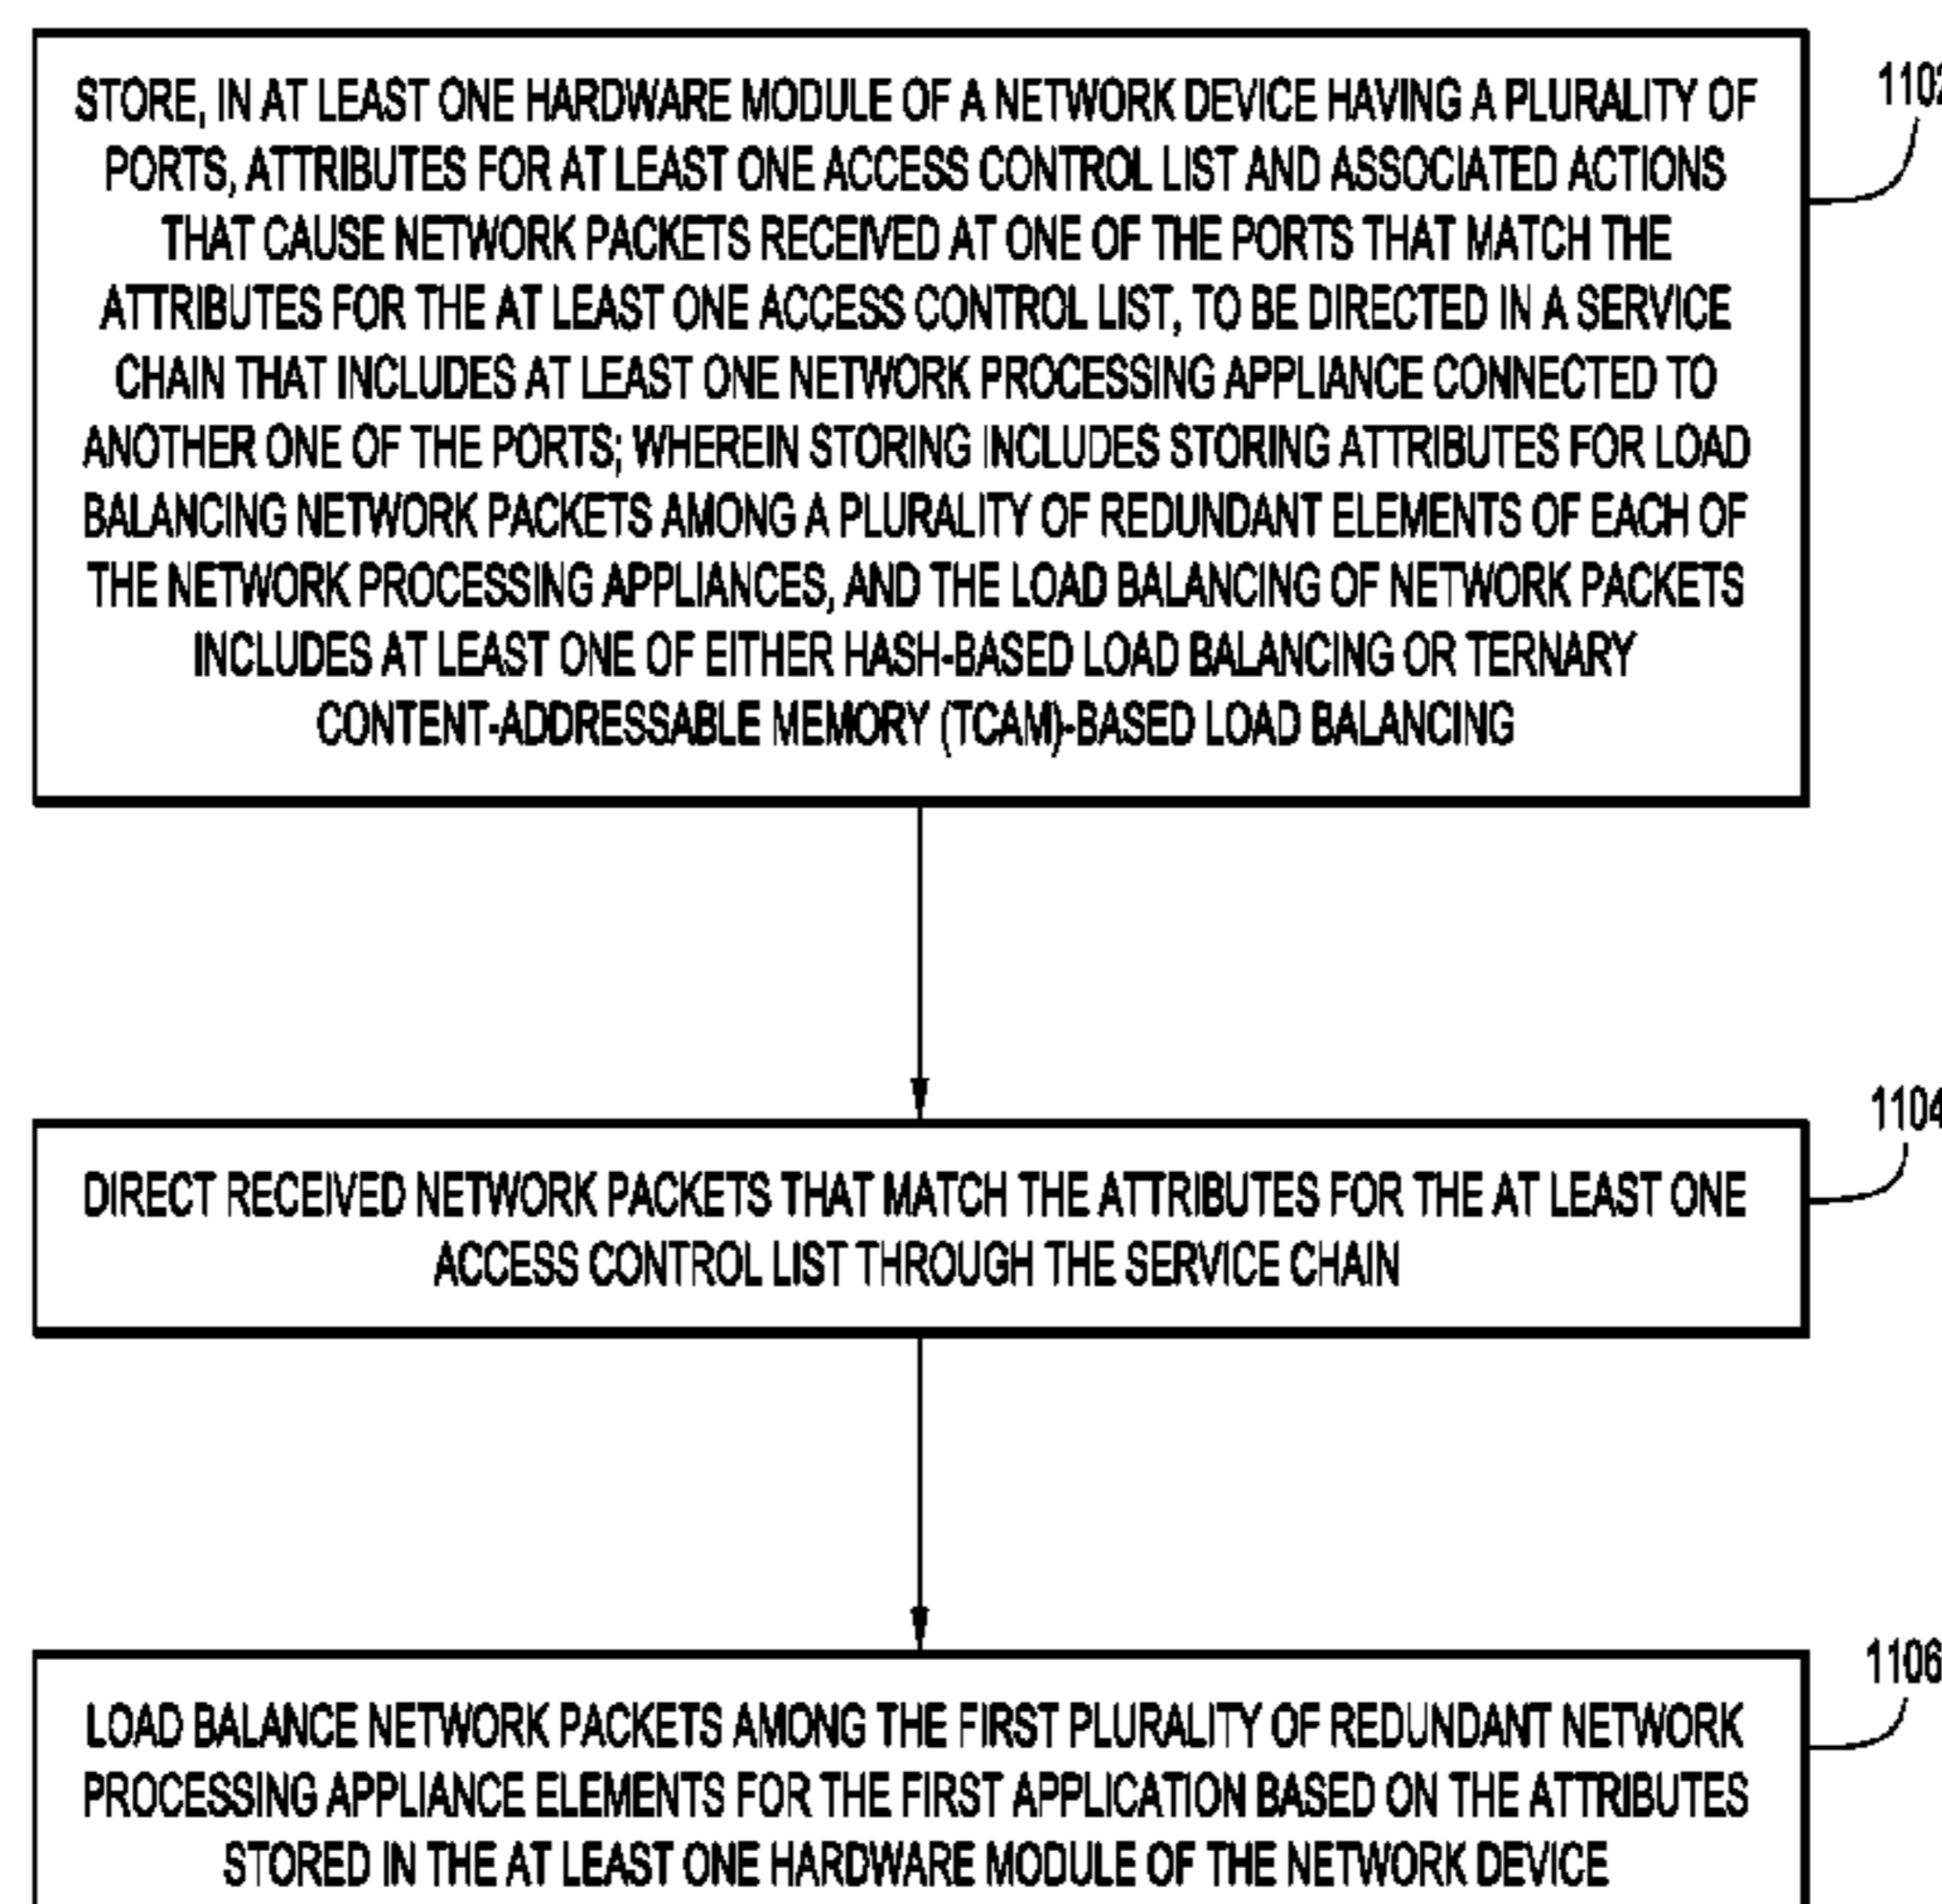 STORE, IN AT LEAST ONE HARDWARE MODULE OF A NETWORK DEVICE HAVING A PLURALITY OF
PORTS, ATTRIBUTES FOR AT LEAST ONE ACCESS CONTROL LIST AND ASSOCIATED ACTIONS
THAT CAUSE NETWORK PACKETS RECEIVED AT ONE OF THE PORTS THAT MATCH THE
ATTRIBUTES FOR THE AT LEAST ONE ACCESS CONTROL LIST, TO BE DIRECTED IN A SERVICE
CHAIN THAT INCLUDES AT LEAST ONE NETWORK PROCESSING APPLIANCE CONNECTED TO
ANOTHER ONE OF THE PORTS; WHEREIN STORING INCLUDES STORING ATTRIBUTES FOR LOAD
BALANCING NETWORK PACKETS AMONG A PLURALITY OF REDUNDANT ELEMENTS OF EACH OF
THE NETWORK PROCESSING APPLIANCES, AND THE LOAD BALANCING OF NETWORK PACKETS
INCLUDES AT LEAST ONE OF EITHER HASH-BASED LOAD BALANCING OR TERNARY
CONTENT-ADDRESSABLE MEMORY (TCAM)-BASED LOAD BALANCING
1102
DIRECT RECEIVED NETWORK PACKETS THAT MATCH THE ATTRIBUTES FOR THE AT LEAST ONE
ACCESS CONTROL LIST THROUGH THE SERVICE CHAIN
1104
LOAD BALANCE NETWORK PACKETS AMONG THE FIRST PLURALITY OF REDUNDANT NETWORK
PROCESSING APPLIANCE ELEMENTS FOR THE FIRST APPLICATION BASED ON THE ATTRIBUTES
STORED IN THE AT LEAST ONE HARDWARE MODULE OF THE NETWORK DEVICE
1106